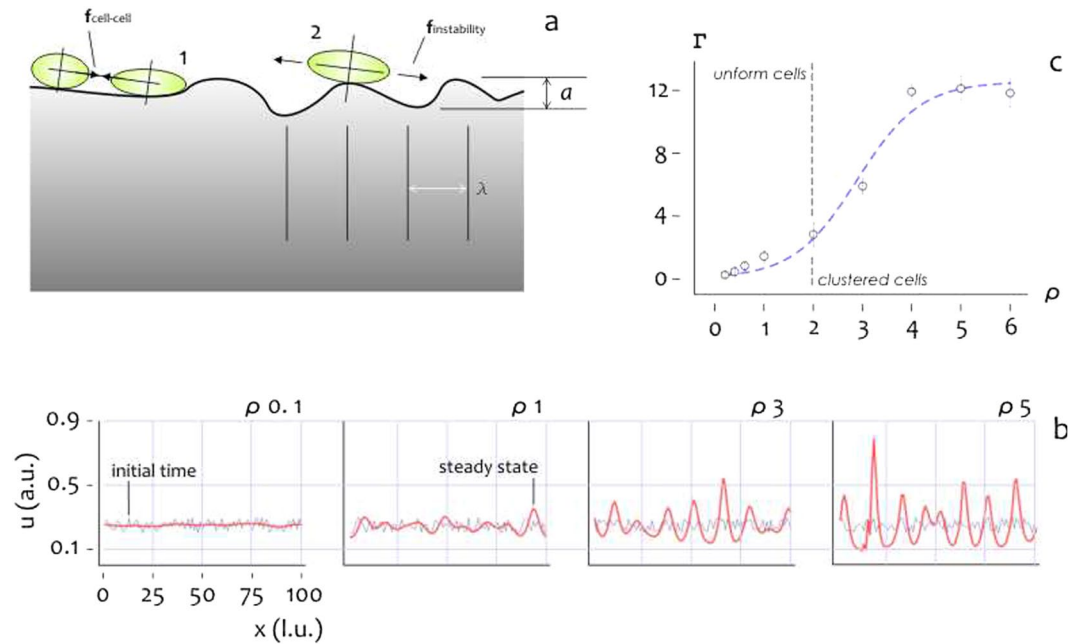 f cell-cell
1
2
f instability
a
a
λ
Γ
c
unform cells
12
8
4
0
clustered cells
ρ
0 1 2 3 4 5 6
ρ 0.1
ρ 1
ρ 3
ρ 5
b
0.9
0.5
0.1
u (a.u.)
initial time
steady state
0 25 50 75 100
x (l.u.)